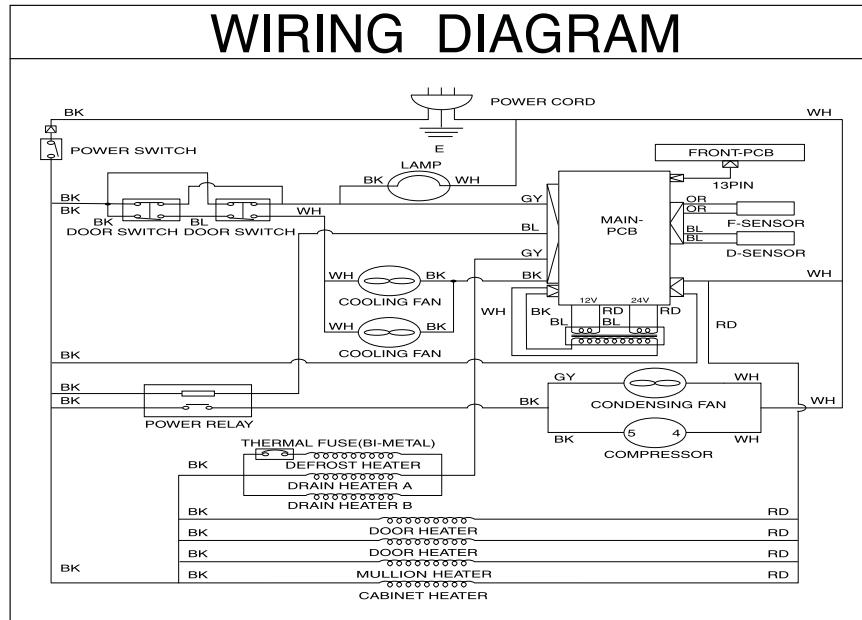 WIRING DIAGRAM
POWER CORD
BK
WH
E
POWER SWITCH
LAMP
BK
WH
FRONT-PCB
13PIN
BK
BK
BK
BL
WH
DOOR SWITCH
DOOR SWITCH
GY
BL
GY
BK
MAIN-
PCB
OR
OR
F-SENSOR
BL
BL
D-SENSOR
WH
BK
COOLING FAN
WH
BK
COOLING FAN
WH
BK
12V
24V
RD
RD
BL
BL
WH
RD
BK
BK
BK
POWER RELAY
BK
GY
WH
CONDENSING FAN
WH
BK
5
4
WH
COMPRESSOR
THERMAL FUSE(BI-METAL)
BK
DEFROST HEATER
DRAIN HEATER A
DRAIN HEATER B
BK
RD
DOOR HEATER
BK
RD
DOOR HEATER
BK
RD
MULLION HEATER
BK
BK
RD
CABINET HEATER